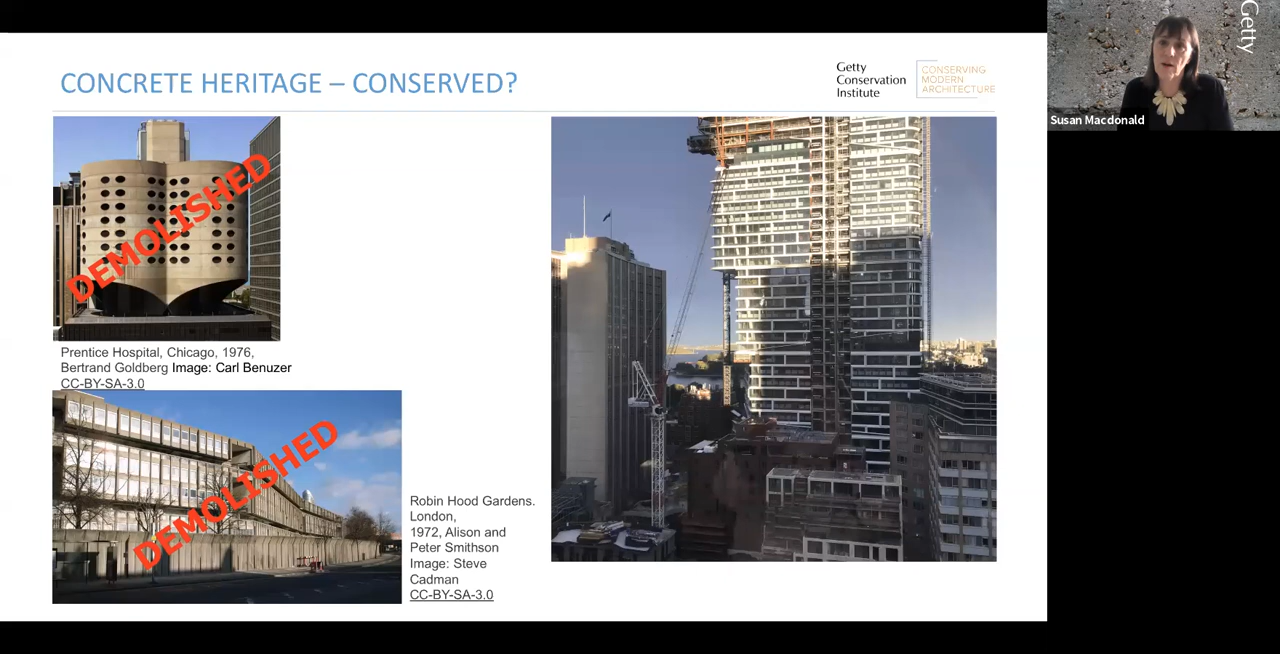 CONCRETE HERITAGE – CONSERVED?
Getty
Conservation
Institute
CONSERVING
MODERN
ARCHITECTURE
DEMOLISHED
Prentice Hospital, Chicago, 1976,
Bertrand Goldberg Image: Carl Benuzer
CC-BY-SA-3.0
DEMOLISHED
Robin Hood Gardens.
London,
1972, Alison and
Peter Smithson
Image: Steve
Cadman
CC-BY-SA-3.0
Getty
Susan Macdonald